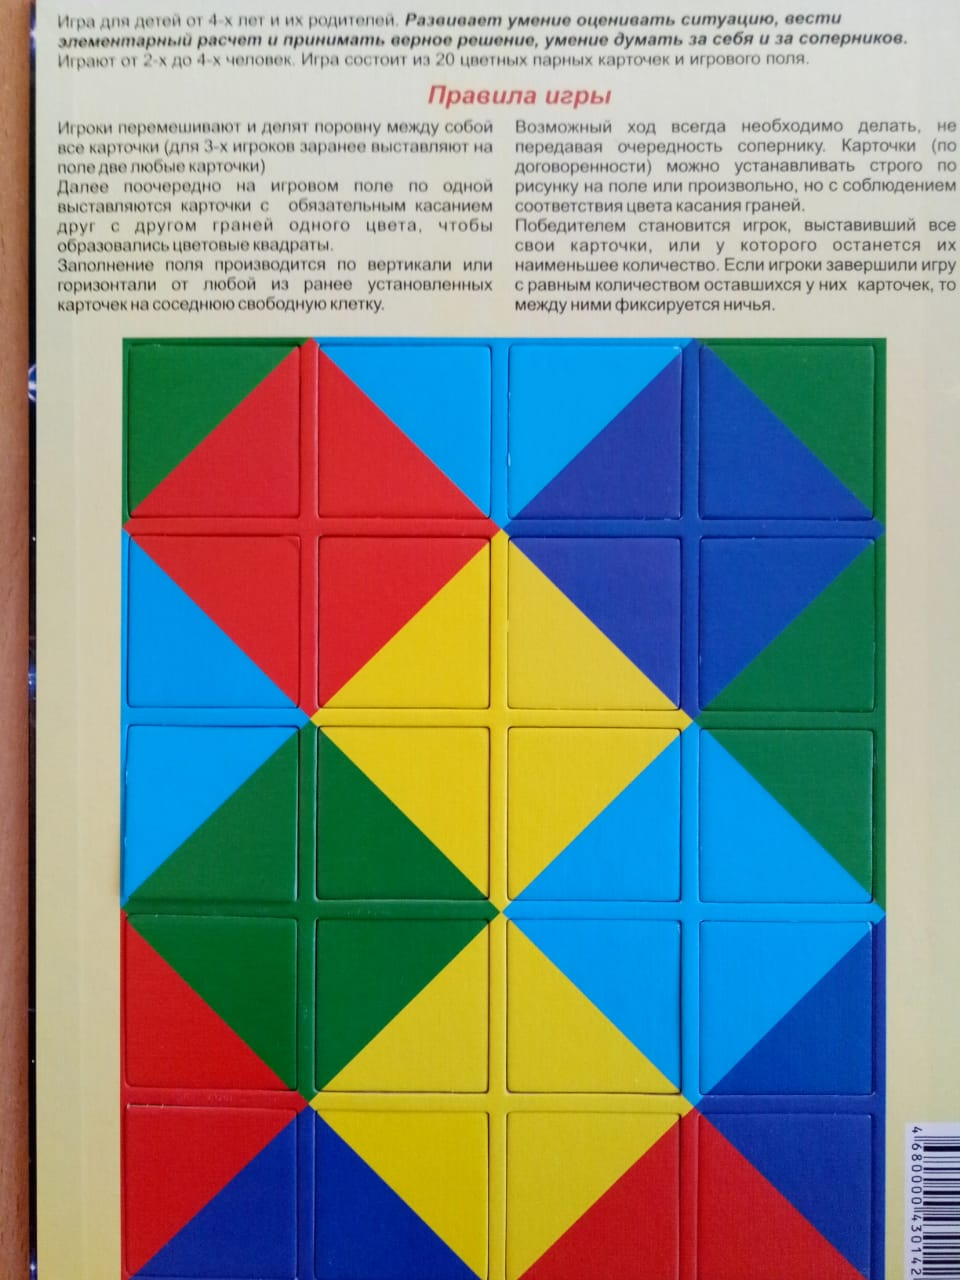 Игра для детей от 4-х лет и их родителей. Развивает умение оценивать ситуацию, вести
элементарный расчет и принимать верное решение, умение думать за себя и за соперников.
Играют от 2-х до 4-х человек. Игра состоит из 20 цветных парных карточек и игрового поля.
Правила игры
Игроки перемешивают и делят поровну между собой
все карточки (для 3-х игроков заранее выставляют на
поле две любые карточки)
Далее поочередно на игровом поле по одной
выставляются карточки с обязательным касанием
друг с другом граней одного цвета, чтобы
образовались цветовые квадраты.
Заполнение поля производится по вертикали или
горизонтали от любой из ранее установленных
карточек на соседнюю свободную клетку.
Возможный ход всегда необходимо делать, не
передавая очередность сопернику. Карточки (по
договоренности) можно устанавливать строго по
рисунку на поле или произвольно, но с соблюдением
соответствия цвета касания граней.
Победителем становится игрок, выставивший все
свои карточки, или у которого останется их
наименьшее количество. Если игроки завершили игру
с равным количеством оставшихся у них карточек, то
между ними фиксируется ничья.
4 680000 430142